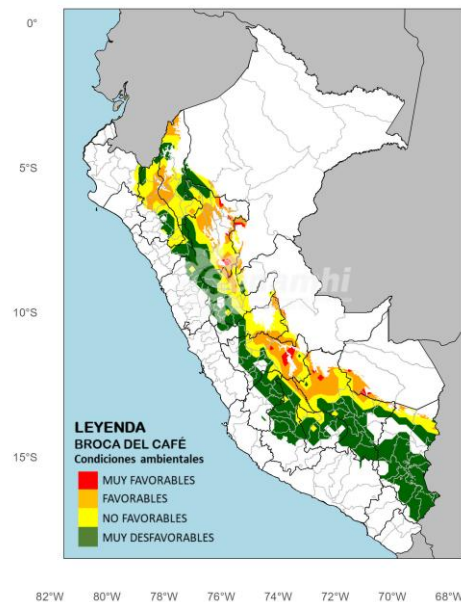 0°
5°S
10°S
15°S
senamhi
LEYENDA
BROCA DEL CAFÉ
Condiciones ambientales
MUY FAVORABLES
FAVORABLES
NO FAVORABLES
MUY DESFAVORABLES
82°W 80°W 78°W 76°W 74°W 72°W 70°W 68°W